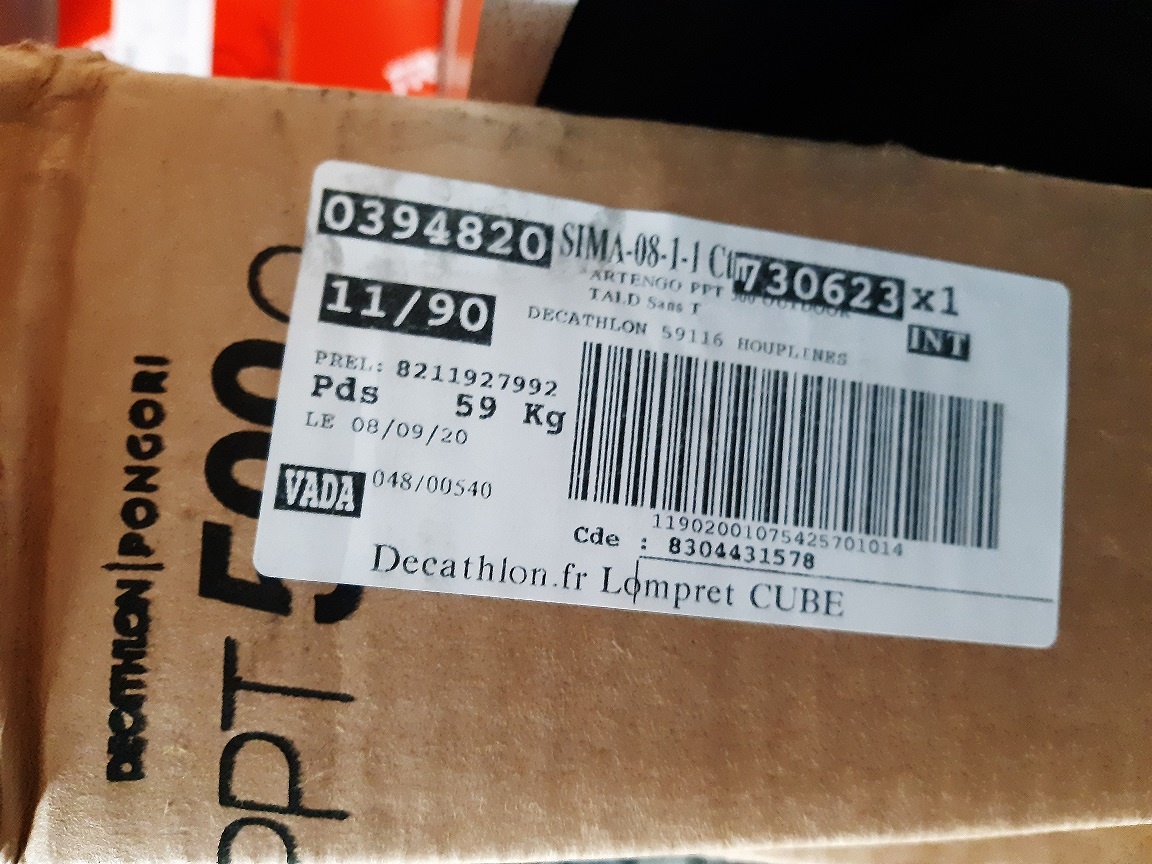 0394820 SIMA-08-1-1 730623 x1
ARTENGO PPT 500 OUTDOOR
TALD Sans T
11/90
DECATHLON 59116 HOUPLINES
INT
PREL: 8211927992
Pds 59 Kg
LE 08/09/20
VADA 048/00540
11902001075425701014
Cde : 8304431578
Decathlon.fr Lompret CUBE
DECATHLON|PONGORI
PPT 500